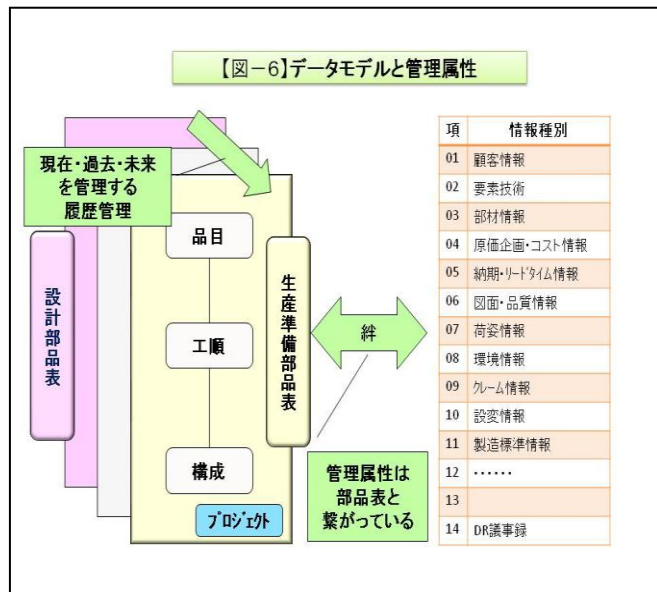 【図－6】データモデルと管理属性
現在・過去・未来
を管理する
履歴管理
設計部品表
品目
工順
構成
プロジェクト
生産準備部品表
絆
管理属性は
部品表と
繋がっている
項 情報種別
01 顧客情報
02 要素技術
03 部材情報
04 原価企画・コスト情報
05 納期・リードタイム情報
06 図面・品質情報
07 荷姿情報
08 環境情報
09 クレーム情報
10 設変情報
11 製造標準情報
12 ・・・・・・
13
14 DR議事録